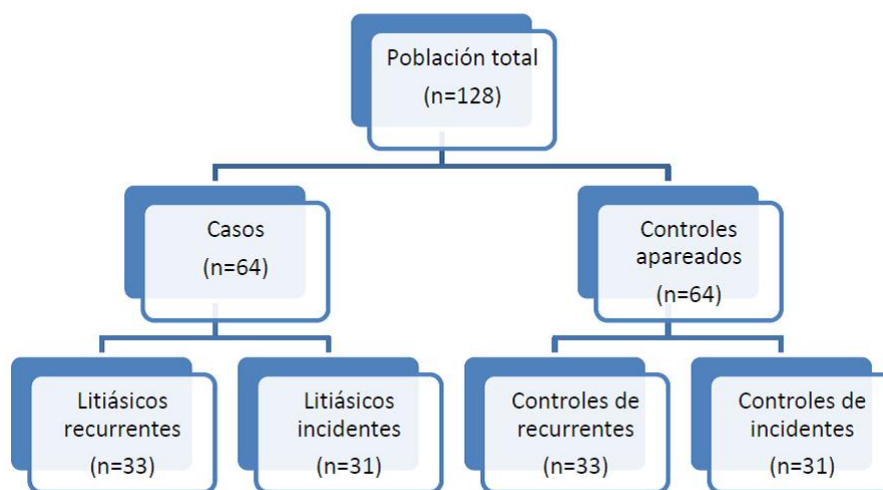 Población total
(n=128)
Casos
(n=64)
Controles
apareados
(n=64)
Litiásicos
recurrentes
(n=33)
Litiásicos
incidentes
(n=31)
Controles de
recurrentes
(n=33)
Controles de
incidentes
(n=31)